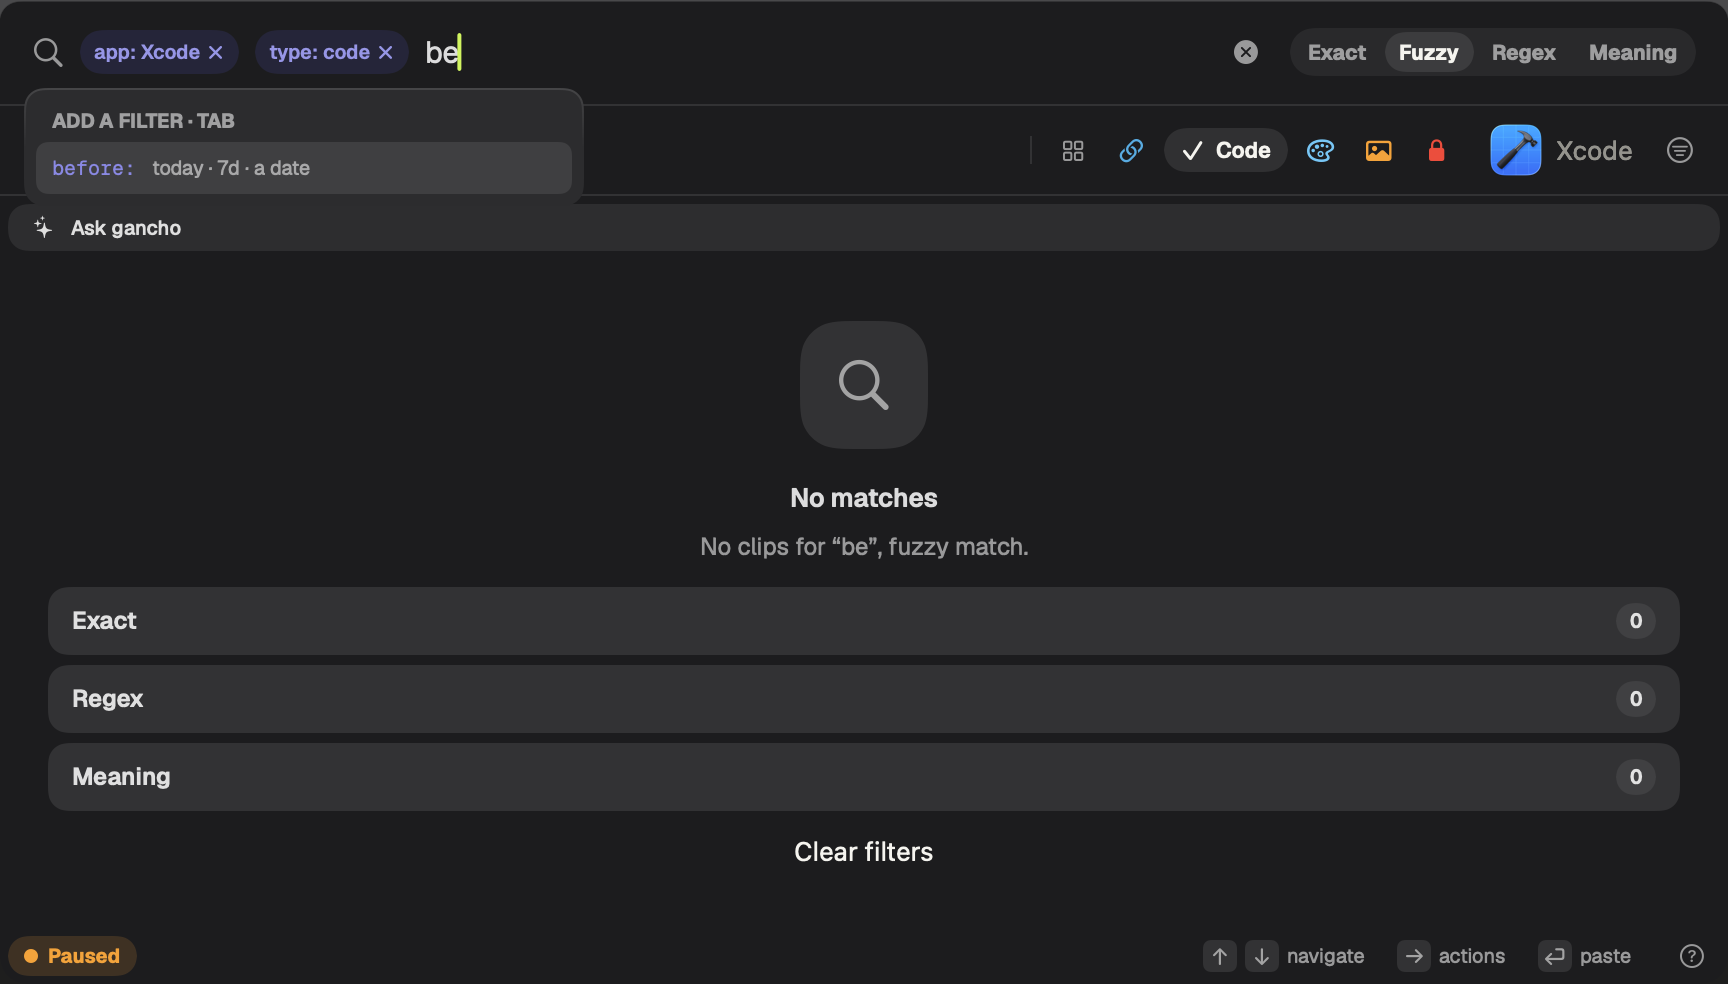 app: Xcode type: code be Exact Fuzzy Regex Meaning
ADD A FILTER · TAB
before: today · 7d · a date
Code Xcode
Ask gancho
No matches
No clips for “be”, fuzzy match.
Exact 0
Regex 0
Meaning 0
Clear filters
Paused navigate actions paste ?